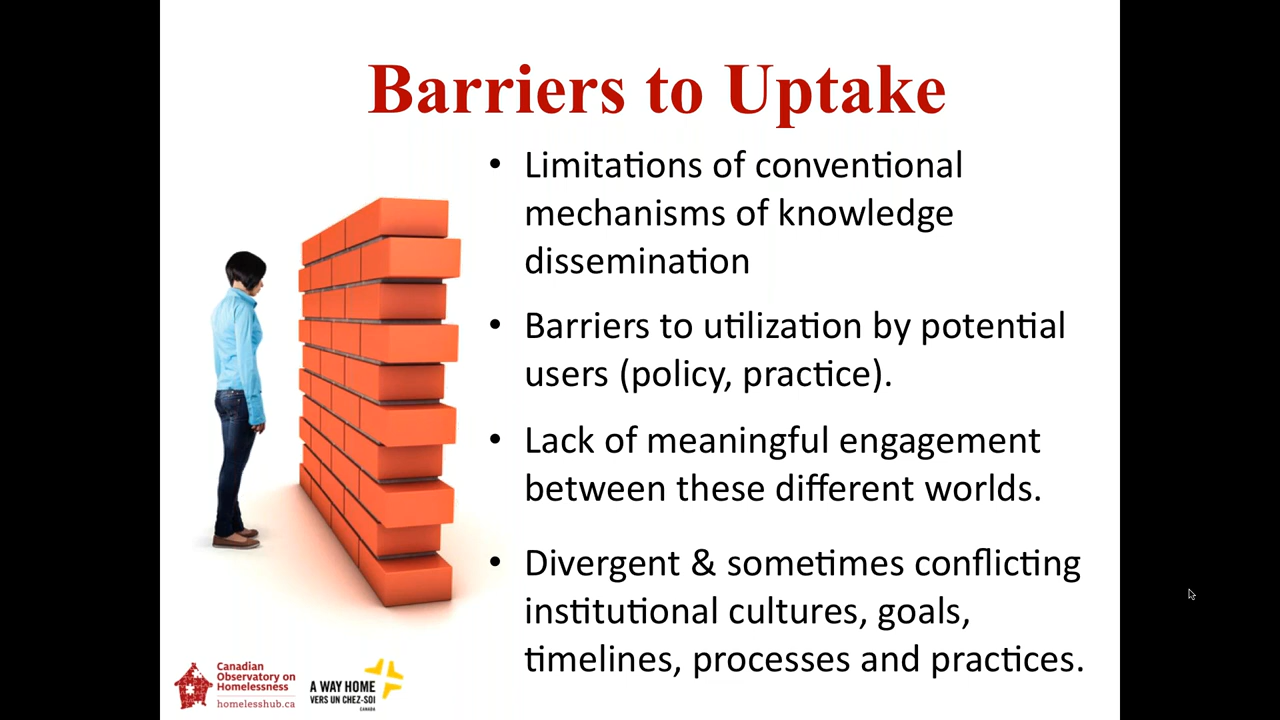 Barriers to Uptake
• Limitations of conventional
mechanisms of knowledge
dissemination
• Barriers to utilization by potential
users (policy, practice).
• Lack of meaningful engagement
between these different worlds.
• Divergent & sometimes conflicting
institutional cultures, goals,
timelines, processes and practices.
Canadian
Observatory on
Homelessness
homelesshub.ca
A WAY HOME
VERS UN CHEZ-SOI
CANADA